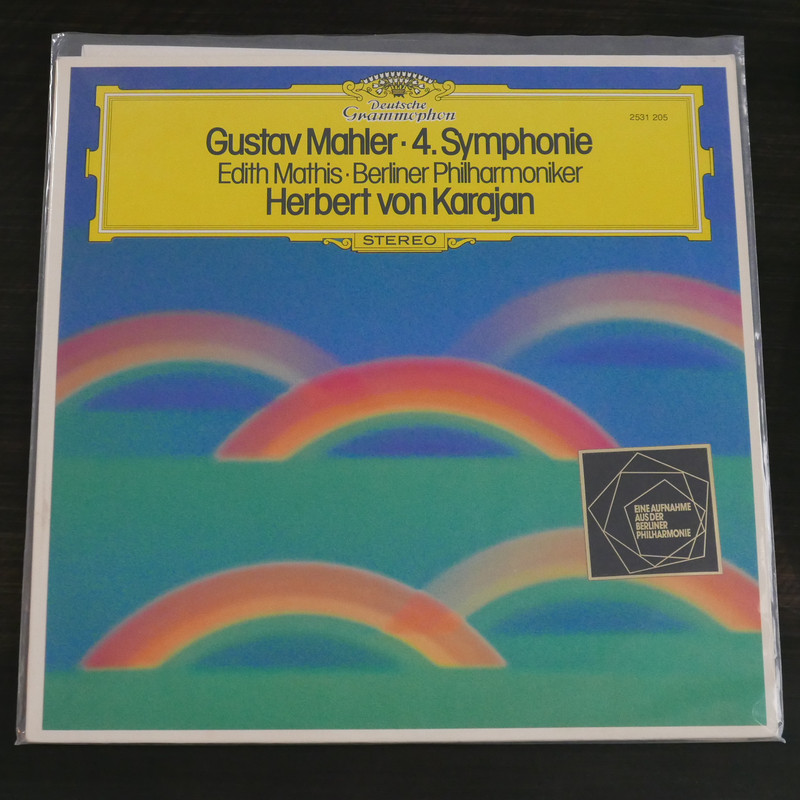 Deutsche
Grammophon
2531 205
Gustav Mahler · 4. Symphonie
Edith Mathis · Berliner Philharmoniker
Herbert von Karajan
STEREO
EINE AUFNAHME
AUS DER
BERLINER
PHILHARMONIE